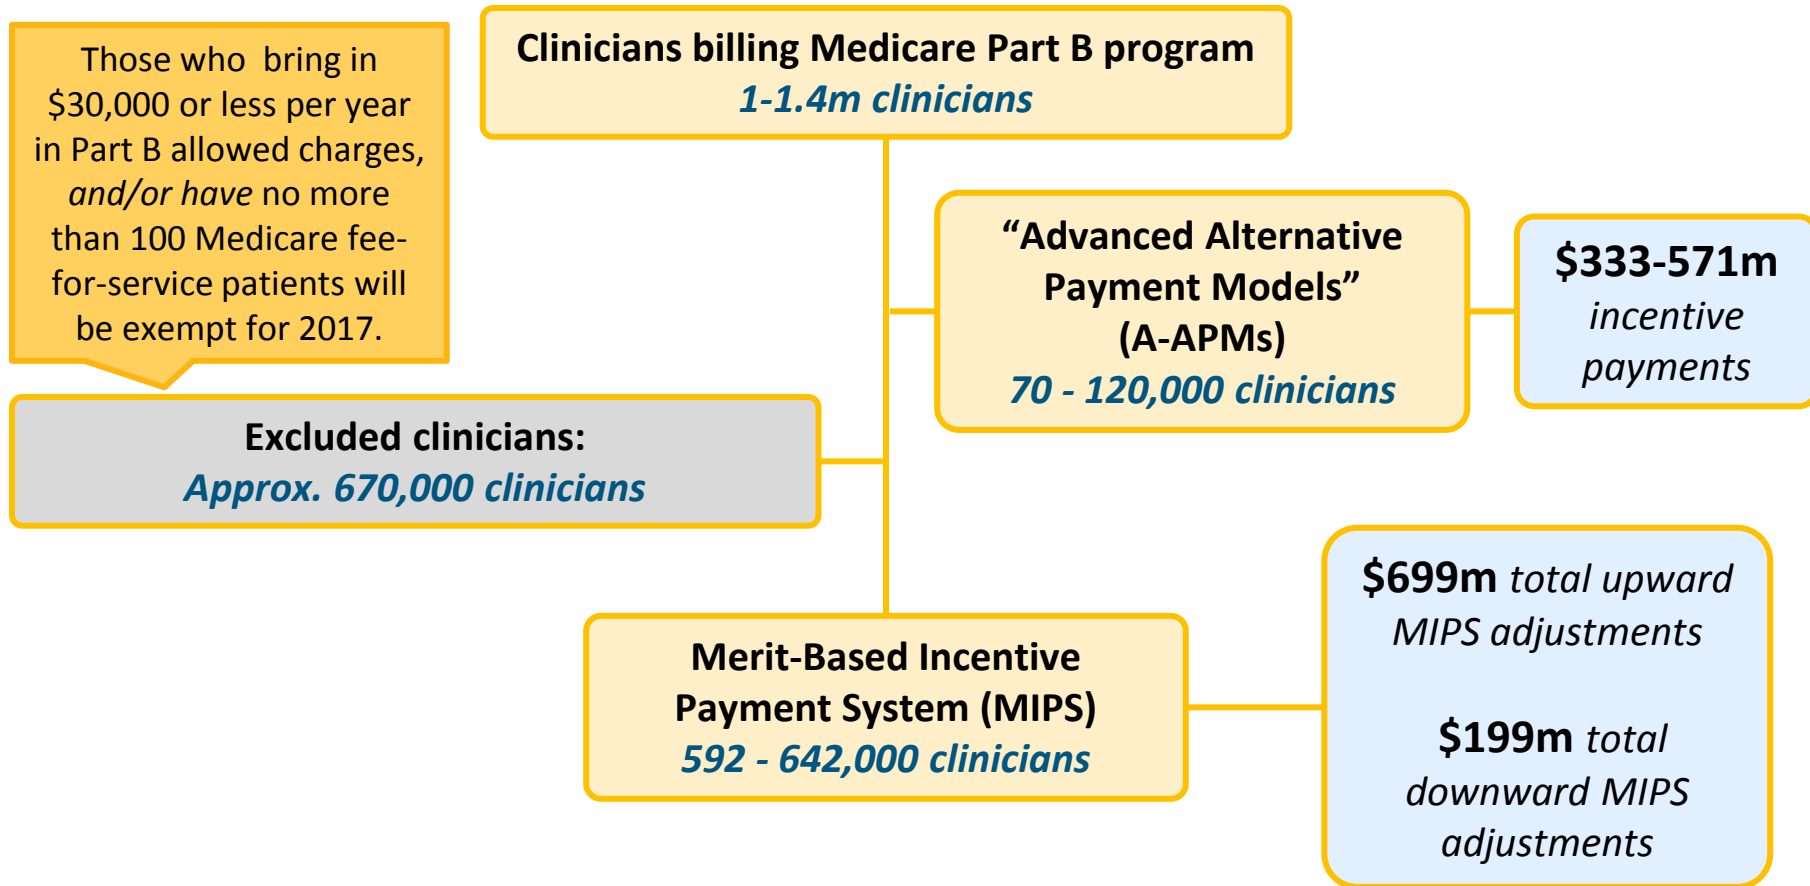 Those who bring in
$30,000 or less per year
in Part B allowed charges,
and/or have no more
than 100 Medicare fee-
for-service patients will
be exempt for 2017.
Clinicians billing Medicare Part B program
1-1.4m clinicians
“Advanced Alternative
Payment Models”
(A-APMs)
70 - 120,000 clinicians
$333-571m
incentive
payments
Excluded clinicians:
Approx. 670,000 clinicians
Merit-Based Incentive
Payment System (MIPS)
592 - 642,000 clinicians
$699m total upward
MIPS adjustments
$199m total
downward MIPS
adjustments